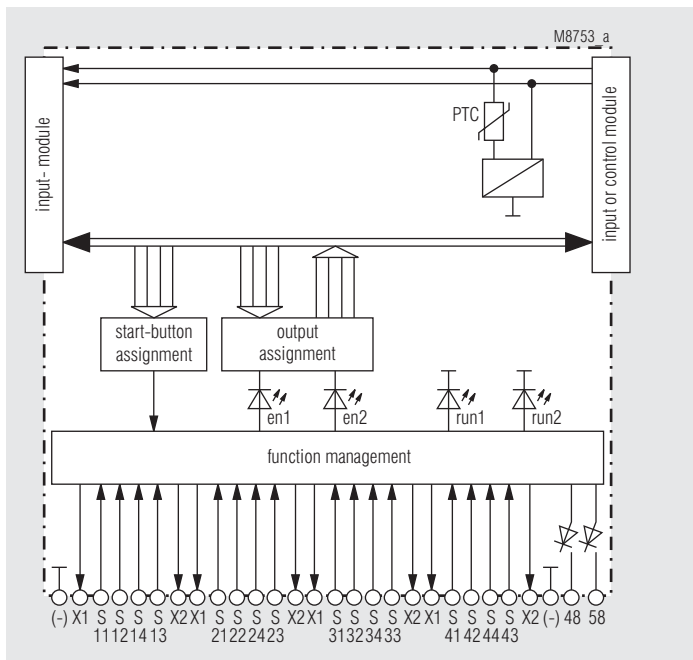 M8753_a
input- module
PTC
input or control module
start-button
assignment
output
assignment
en1
en2
run1
run2
function management
(-) X1 S S S S X2 X1 S S S S X2 X1 S S S S X2 X1 S S S S X2 (-) 48 58
11 12 14 13 21 22 24 23 31 32 34 33 41 42 44 43